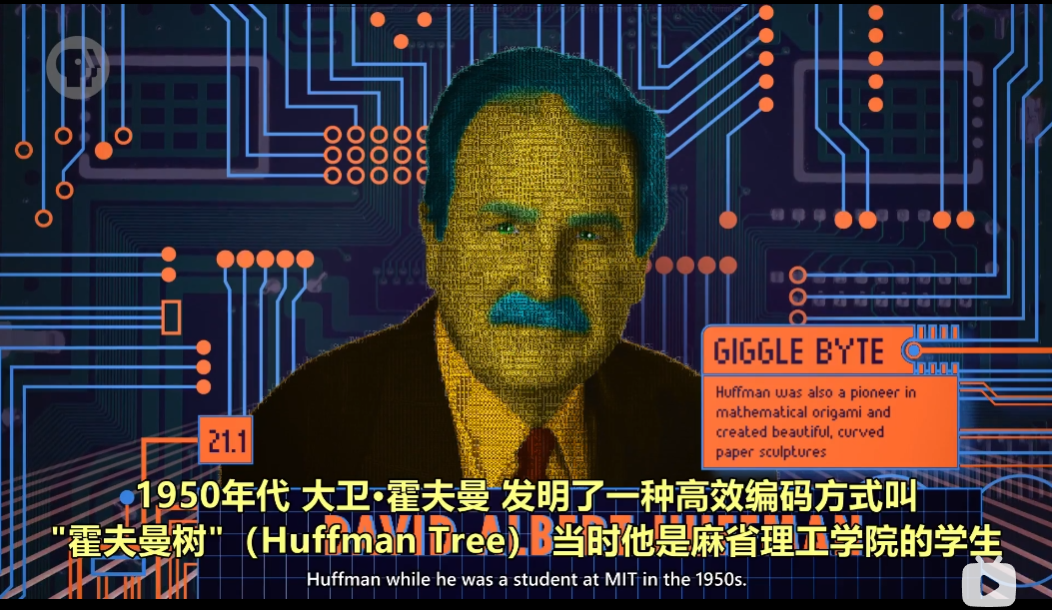 GIGGLE BYTE
Huffman was also a pioneer in
mathematical origami and
created beautiful, curved
paper sculptures
21.1
1950年代 大卫•霍夫曼 发明了一种高效编码方式叫
DAVID ALBERT HUFFMAN
"霍夫曼树"（Huffman Tree） 当时他是麻省理工学院的学生
Huffman while he was a student at MIT in the 1950s.